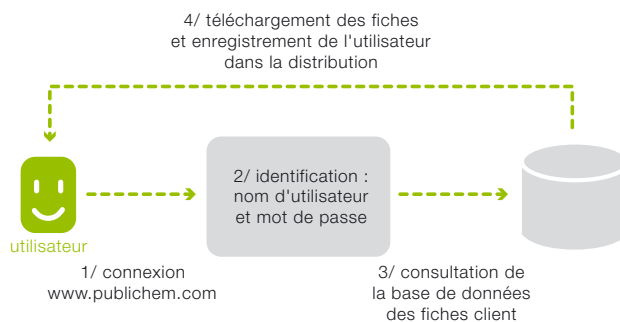 4/ téléchargement des fiches
et enregistrement de l'utilisateur
dans la distribution
2/ identification :
nom d'utilisateur
et mot de passe
utilisateur
1/ connexion
www.publichem.com
3/ consultation de
la base de données
des fiches client